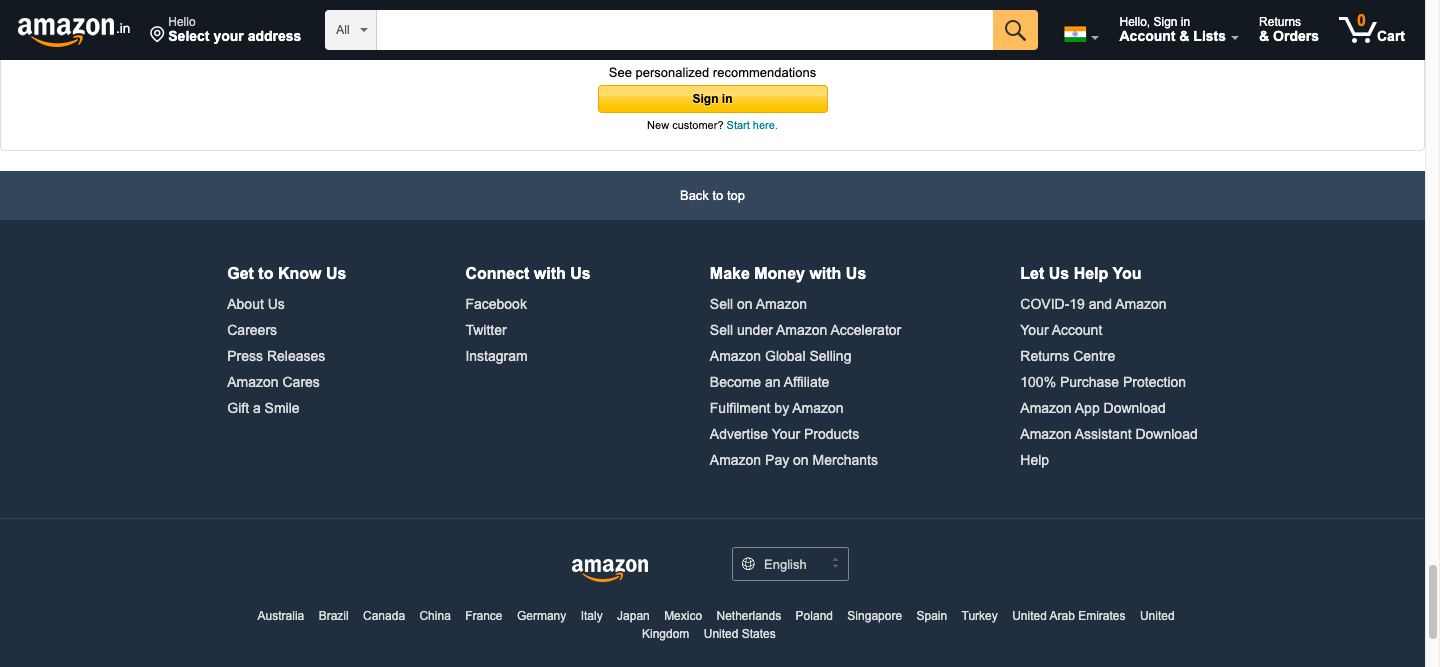 amazon.in
Hello
Select your address
All
Hello, Sign in
Account & Lists
Returns
& Orders
0
Cart
See personalized recommendations
Sign in
New customer? Start here.
Back to top
Get to Know Us
About Us
Careers
Press Releases
Amazon Cares
Gift a Smile
Connect with Us
Facebook
Twitter
Instagram
Make Money with Us
Sell on Amazon
Sell under Amazon Accelerator
Amazon Global Selling
Become an Affiliate
Fulfilment by Amazon
Advertise Your Products
Amazon Pay on Merchants
Let Us Help You
COVID-19 and Amazon
Your Account
Returns Centre
100% Purchase Protection
Amazon App Download
Amazon Assistant Download
Help
amazon
English
Australia Brazil Canada China France Germany Italy Japan Mexico Netherlands Poland Singapore Spain Turkey United Arab Emirates United
Kingdom United States